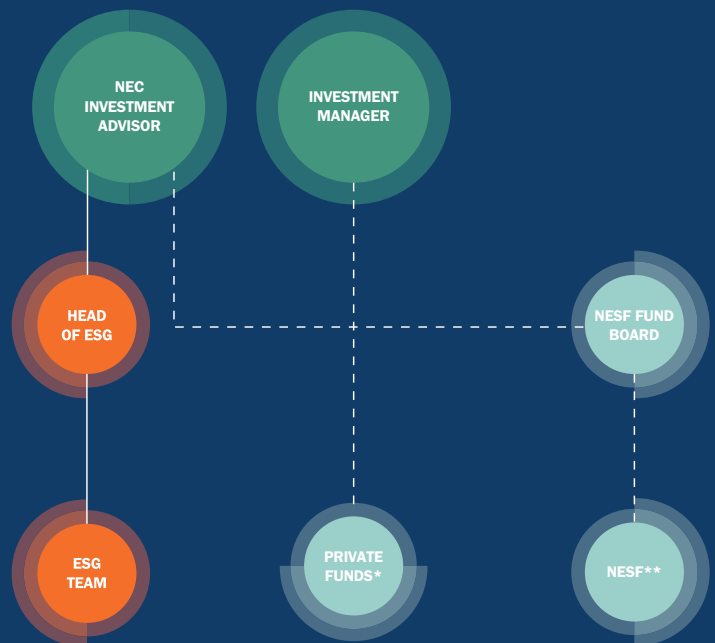 NEC
INVESTMENT
ADVISOR
INVESTMENT
MANAGER
HEAD
OF ESG
NESF FUND
BOARD
ESG
TEAM
PRIVATE
FUNDS*
NESF**